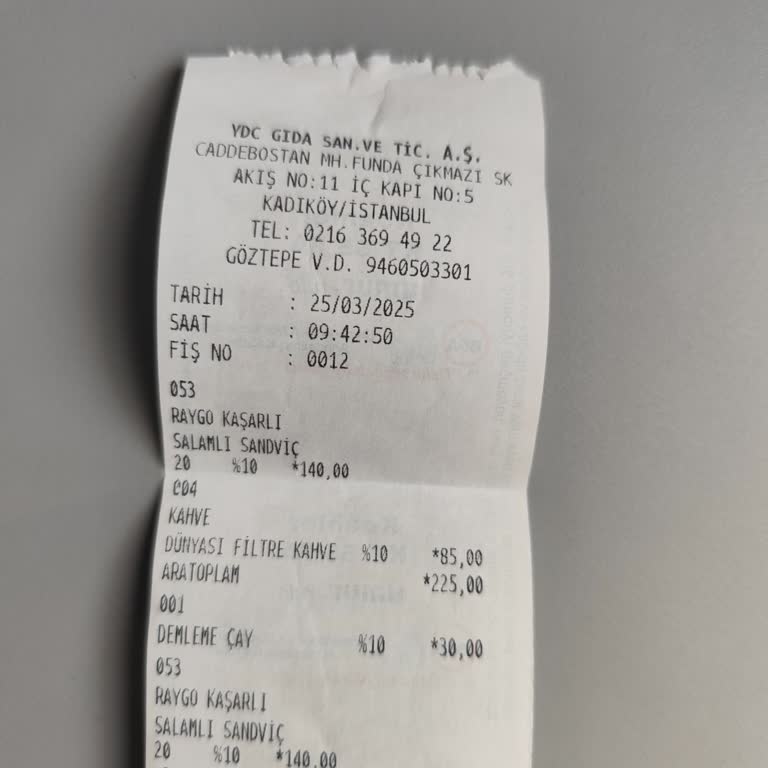 YDC GIDA SAN.VE TİC. A.Ş.
CADDEBOSTAN MH.FUNDA ÇIKMAZI SK
AKIŞ NO:11 İÇ KAPI NO:5
KADIKÖY/İSTANBUL
TEL: 0216 369 49 22
GÖZTEPE V.D. 9460503301
TARİH : 25/03/2025
SAAT : 09:42:50
FİŞ NO : 0012
053
RAYGO KAŞARLI
SALAMLI SANDVİÇ
20 %10 *140,00
C04
KAHVE
DÜNYASI FİLTRE KAHVE %10 *85,00
ARATOPLAM *225,00
001
DEMLEME ÇAY %10 *30,00
053
RAYGO KAŞARLI
SALAMLI SANDVİÇ
20 %10 *140,00